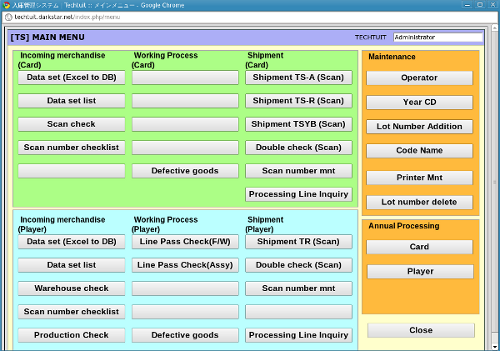 入庫管理システム | Techtuit :: メインメニュー - Google Chrome
techtuit.darkstar.net/index.php/menu
[TS] MAIN MENU
TECHTUIT
Administrator
Incoming merchandise (Card)
Working Process (Card)
Shipment (Card)
Data set (Excel to DB)
Shipment TS-A (Scan)
Data set list
Shipment TS-R (Scan)
Scan check
Shipment TSYB (Scan)
Scan number checklist
Double check (Scan)
Defective goods
Scan number mnt
Processing Line Inquiry
Incoming merchandise (Player)
Working Process (Player)
Shipment (Player)
Data set (Excel to DB)
Line Pass Check(F/W)
Shipment TR (Scan)
Data set list
Line Pass Check(Assy)
Double check (Scan)
Warehouse check
Scan number mnt
Scan number checklist
Production Check
Defective goods
Processing Line Inquiry
Maintenance
Operator
Year CD
Lot Number Addition
Code Name
Printer Mnt
Lot number delete
Annual Processing
Card
Player
Close